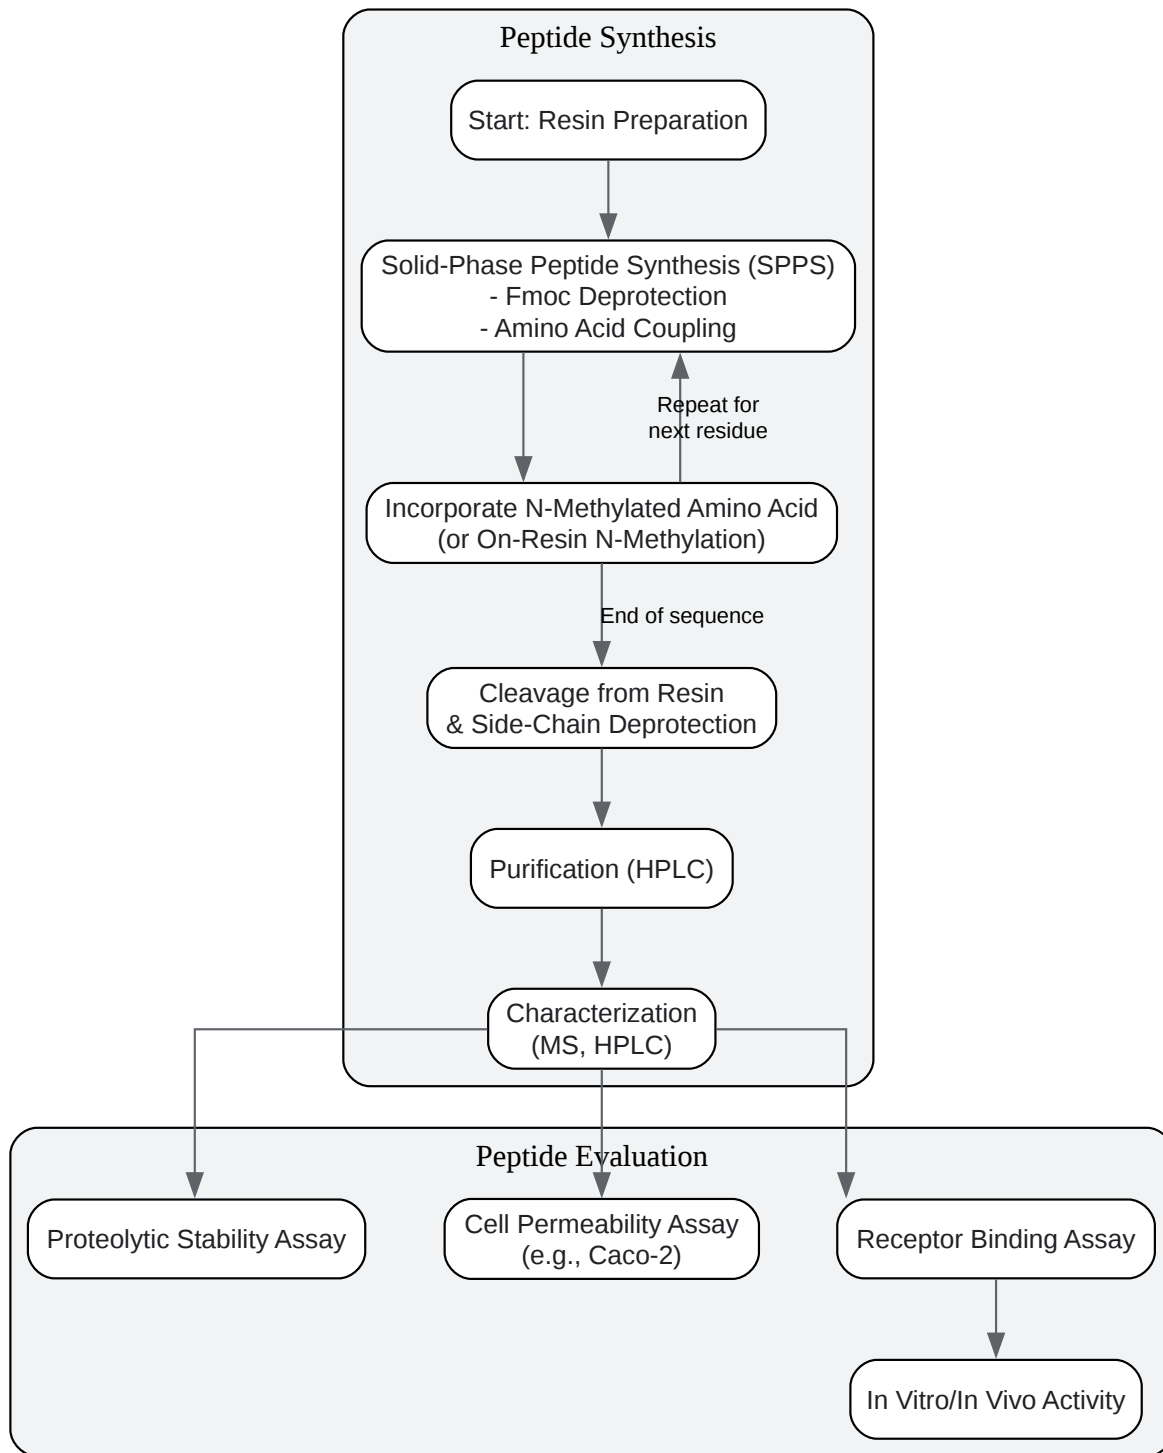 Peptide Synthesis
Start: Resin Preparation
Solid-Phase Peptide Synthesis (SPPS)
- Fmoc Deprotection
- Amino Acid Coupling
Repeat for
next residue
Incorporate N-Methylated Amino Acid
(or On-Resin N-Methylation)
End of sequence
Cleavage from Resin
& Side-Chain Deprotection
Purification (HPLC)
Characterization
(MS, HPLC)
Peptide Evaluation
Proteolytic Stability Assay
Cell Permeability Assay
(e.g., Caco-2)
Receptor Binding Assay
In Vitro/In Vivo Activity